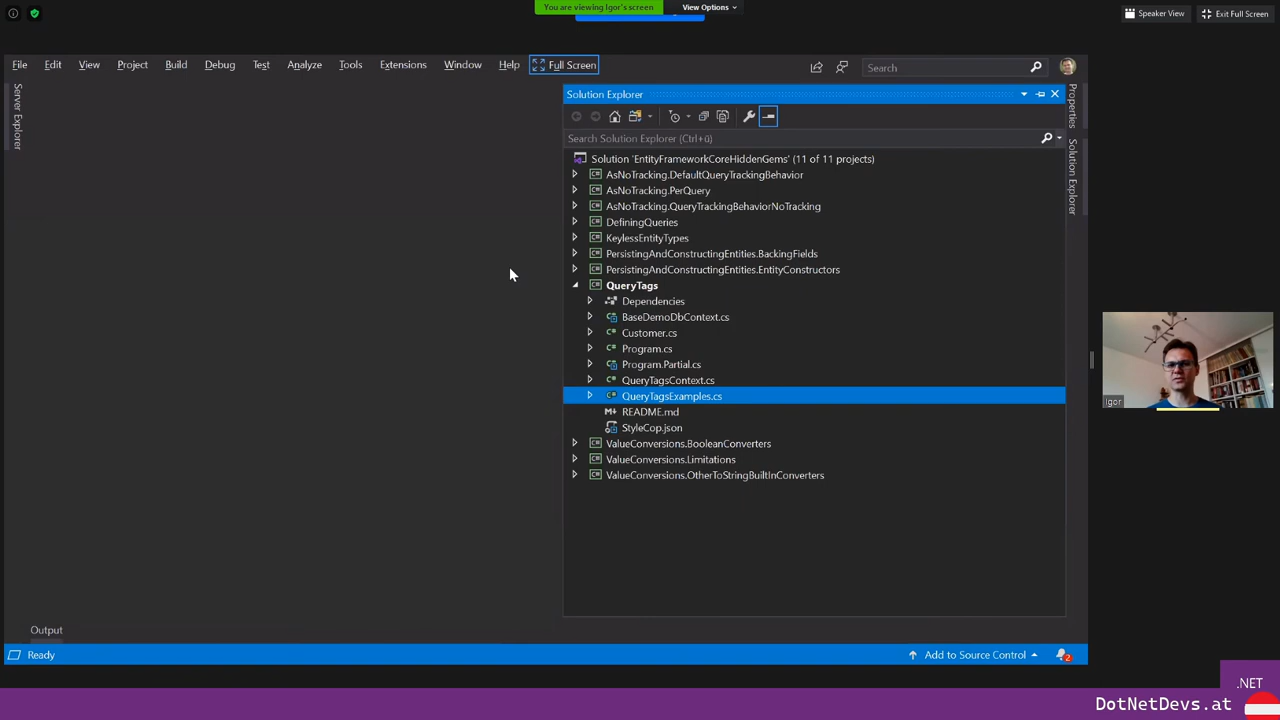 You are viewing Igor's screen
View Options
Speaker View
Exit Full Screen
File Edit View Project Build Debug Test Analyze Tools Extensions Window Help Full Screen
Search
Server Explorer
Solution Explorer
Search Solution Explorer (Ctrl+ğ)
Solution 'EntityFrameworkCoreHiddenGems' (11 of 11 projects)
AsNoTracking.DefaultQueryTrackingBehavior
AsNoTracking.PerQuery
AsNoTracking.QueryTrackingBehaviorNoTracking
DefiningQueries
KeylessEntityTypes
PersistingAndConstructingEntities.BackingFields
PersistingAndConstructingEntities.EntityConstructors
QueryTags
Dependencies
BaseDemoDbContext.cs
Customer.cs
Program.cs
Program.Partial.cs
QueryTagsContext.cs
QueryTagsExamples.cs
README.md
StyleCop.json
ValueConversions.BooleanConverters
ValueConversions.Limitations
ValueConversions.OtherToStringBuiltInConverters
Properties
Solution Explorer
Igor
Output
Ready
Add to Source Control
2
.NET
DotNetDevs.at